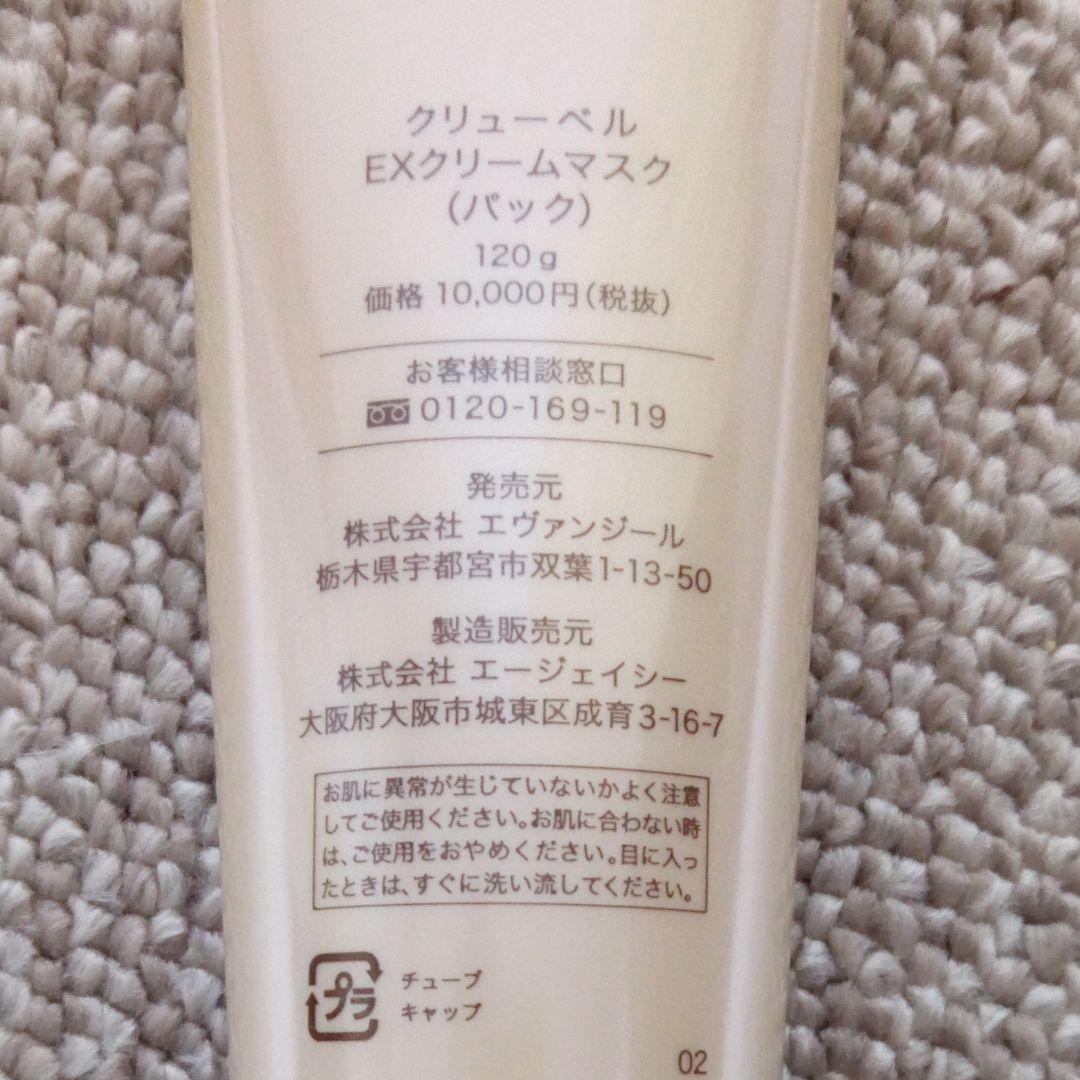 クリューベル
EXクリームマスク
(パック)
120g
価格 10,000円(税抜)
お客様相談窓口
0120-169-119
発売元
株式会社 エヴァンジール
栃木県宇都宮市双葉1-13-50
製造販売元
株式会社 エージェイシー
大阪府大阪市城東区成育3-16-7
お肌に異常が生じていないかよく注意
してご使用ください。お肌に合わない時
は、ご使用をおやめください。目に入っ
たときは、すぐに洗い流してください。
プラ
チューブ
キャップ
02